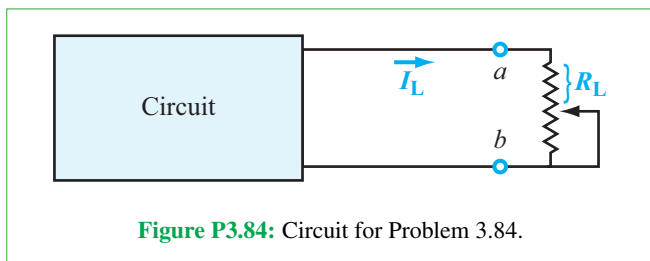 Circuit
I_L
a
R_L
b
Figure P3.84: Circuit for Problem 3.84.